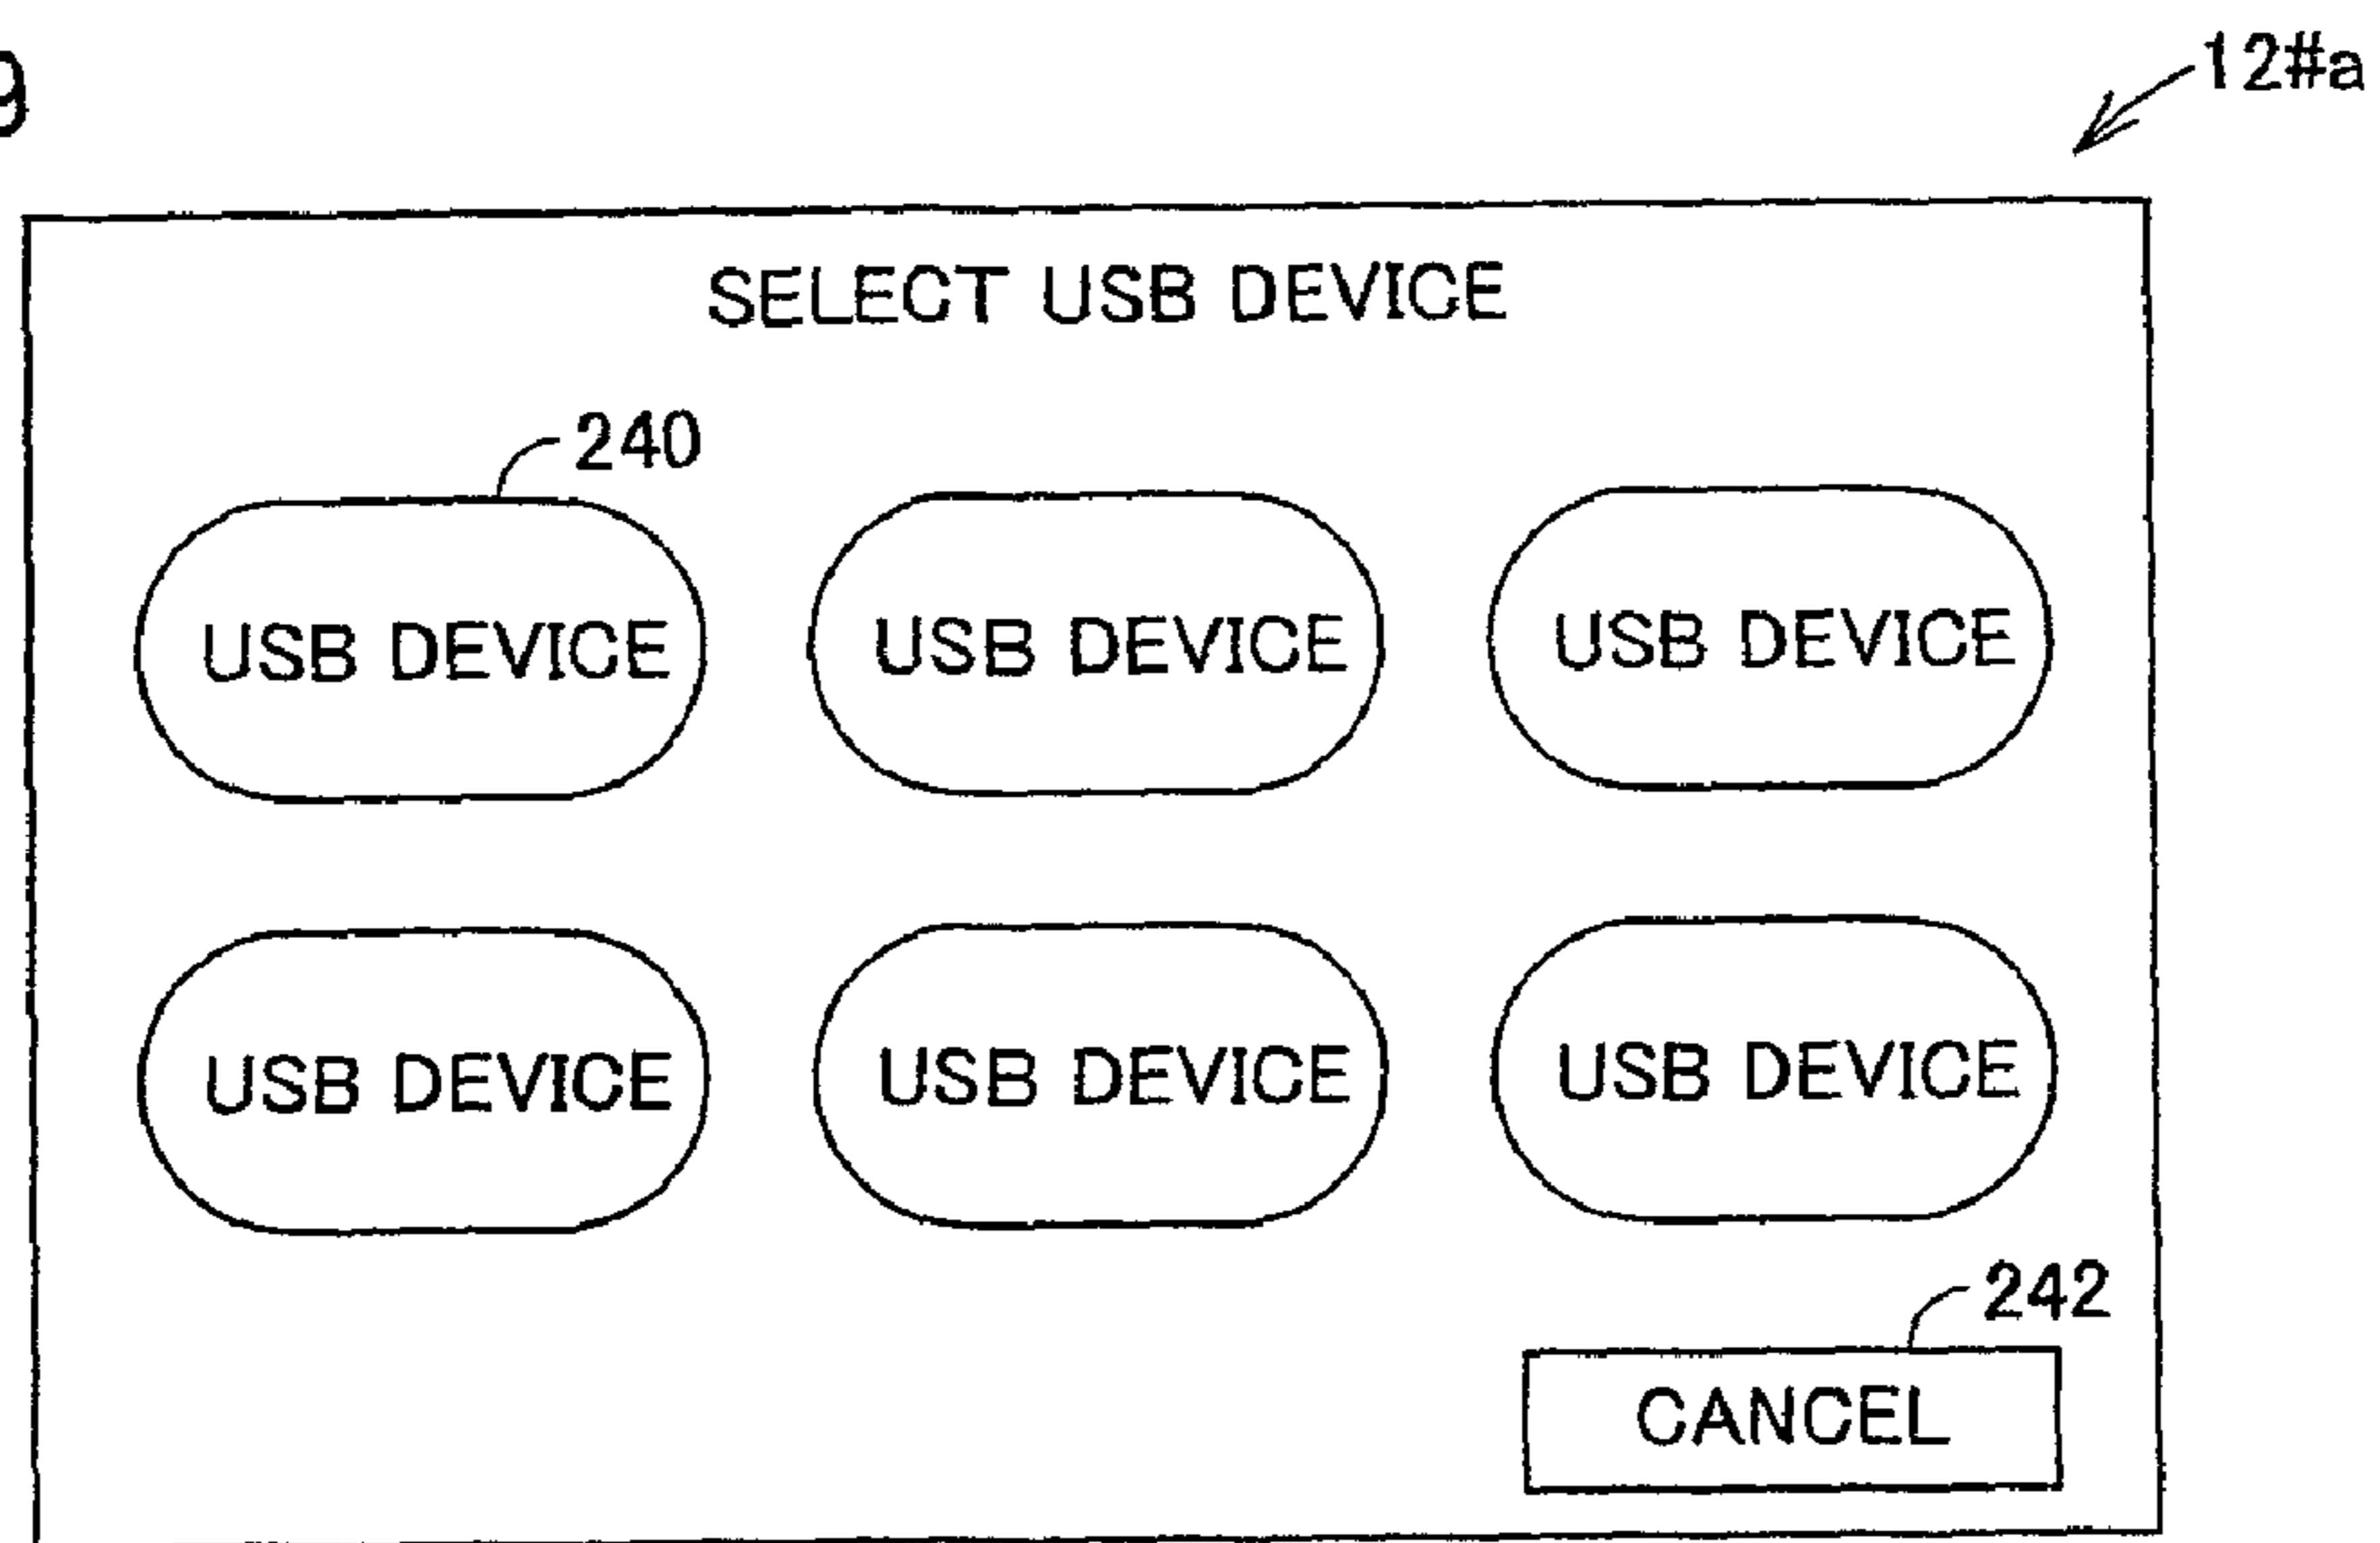 9
12#a
SELECT USB DEVICE
240
USB DEVICE USB DEVICE USB DEVICE
USB DEVICE USB DEVICE USB DEVICE
242
CANCEL